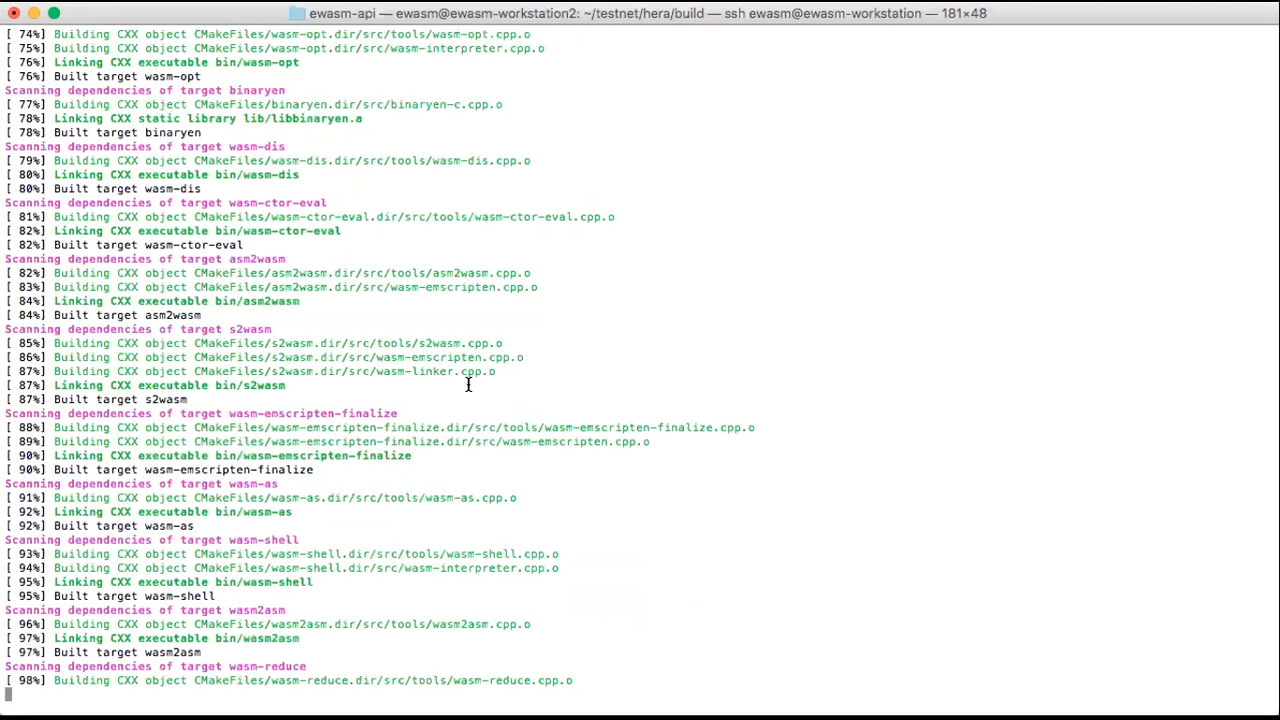 ewasm-api — ewasm@ewasm-workstation2: ~/testnet/hera/build — ssh ewasm@ewasm-workstation — 181×48
[ 74%] Building CXX object CMakeFiles/wasm-opt.dir/src/tools/wasm-opt.cpp.o
[ 75%] Building CXX object CMakeFiles/wasm-opt.dir/src/wasm-interpreter.cpp.o
[ 76%] Linking CXX executable bin/wasm-opt
[ 76%] Built target wasm-opt
Scanning dependencies of target binaryen
[ 77%] Building CXX object CMakeFiles/binaryen.dir/src/binaryen-c.cpp.o
[ 78%] Linking CXX static library lib/libbinaryen.a
[ 78%] Built target binaryen
Scanning dependencies of target wasm-dis
[ 79%] Building CXX object CMakeFiles/wasm-dis.dir/src/tools/wasm-dis.cpp.o
[ 80%] Linking CXX executable bin/wasm-dis
[ 80%] Built target wasm-dis
Scanning dependencies of target wasm-ctor-eval
[ 81%] Building CXX object CMakeFiles/wasm-ctor-eval.dir/src/tools/wasm-ctor-eval.cpp.o
[ 82%] Linking CXX executable bin/wasm-ctor-eval
[ 82%] Built target wasm-ctor-eval
Scanning dependencies of target asm2wasm
[ 82%] Building CXX object CMakeFiles/asm2wasm.dir/src/tools/asm2wasm.cpp.o
[ 83%] Building CXX object CMakeFiles/asm2wasm.dir/src/wasm-emscripten.cpp.o
[ 84%] Linking CXX executable bin/asm2wasm
[ 84%] Built target asm2wasm
Scanning dependencies of target s2wasm
[ 85%] Building CXX object CMakeFiles/s2wasm.dir/src/tools/s2wasm.cpp.o
[ 86%] Building CXX object CMakeFiles/s2wasm.dir/src/wasm-emscripten.cpp.o
[ 87%] Building CXX object CMakeFiles/s2wasm.dir/src/wasm-linker.cpp.o
[ 87%] Linking CXX executable bin/s2wasm
[ 87%] Built target s2wasm
Scanning dependencies of target wasm-emscripten-finalize
[ 88%] Building CXX object CMakeFiles/wasm-emscripten-finalize.dir/src/tools/wasm-emscripten-finalize.cpp.o
[ 89%] Building CXX object CMakeFiles/wasm-emscripten-finalize.dir/src/wasm-emscripten.cpp.o
[ 90%] Linking CXX executable bin/wasm-emscripten-finalize
[ 90%] Built target wasm-emscripten-finalize
Scanning dependencies of target wasm-as
[ 91%] Building CXX object CMakeFiles/wasm-as.dir/src/tools/wasm-as.cpp.o
[ 92%] Linking CXX executable bin/wasm-as
[ 92%] Built target wasm-as
Scanning dependencies of target wasm-shell
[ 93%] Building CXX object CMakeFiles/wasm-shell.dir/src/tools/wasm-shell.cpp.o
[ 94%] Building CXX object CMakeFiles/wasm-shell.dir/src/wasm-interpreter.cpp.o
[ 95%] Linking CXX executable bin/wasm-shell
[ 95%] Built target wasm-shell
Scanning dependencies of target wasm2asm
[ 96%] Building CXX object CMakeFiles/wasm2asm.dir/src/tools/wasm2asm.cpp.o
[ 97%] Linking CXX executable bin/wasm2asm
[ 97%] Built target wasm2asm
Scanning dependencies of target wasm-reduce
[ 98%] Building CXX object CMakeFiles/wasm-reduce.dir/src/tools/wasm-reduce.cpp.o